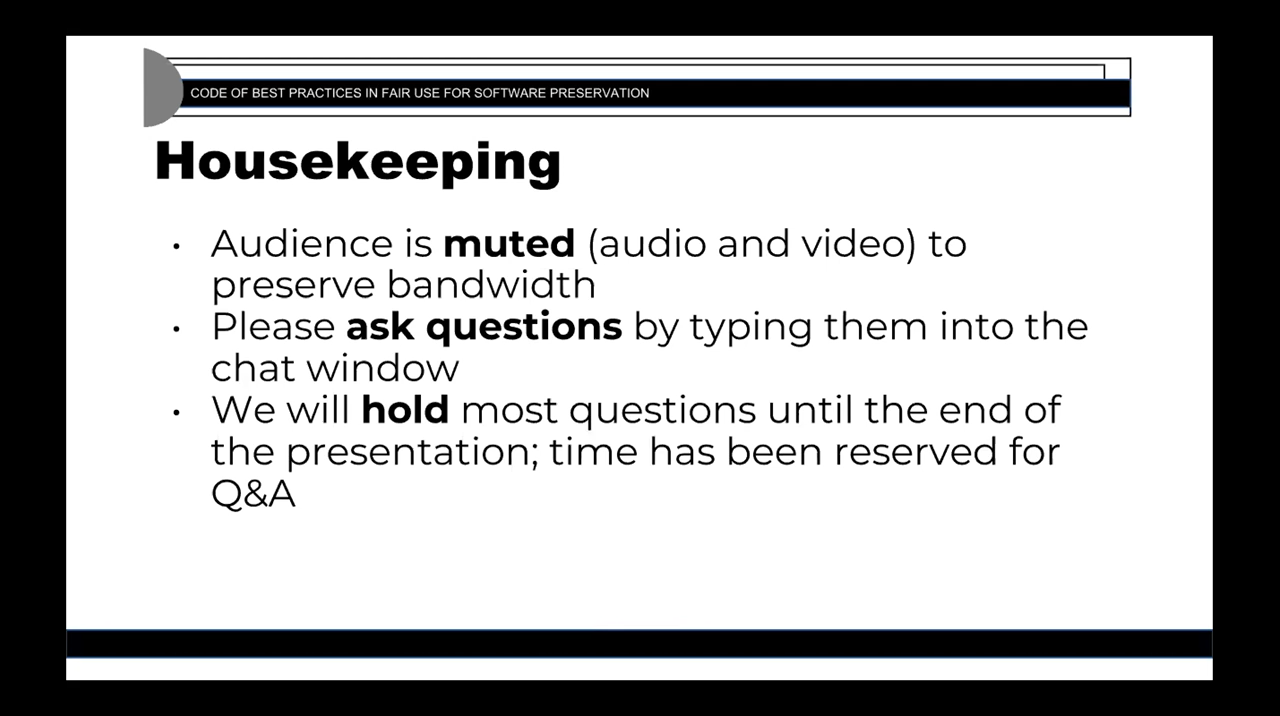 CODE OF BEST PRACTICES IN FAIR USE FOR SOFTWARE PRESERVATION
Housekeeping
• Audience is muted (audio and video) to
preserve bandwidth
• Please ask questions by typing them into the
chat window
• We will hold most questions until the end of
the presentation; time has been reserved for
Q&A